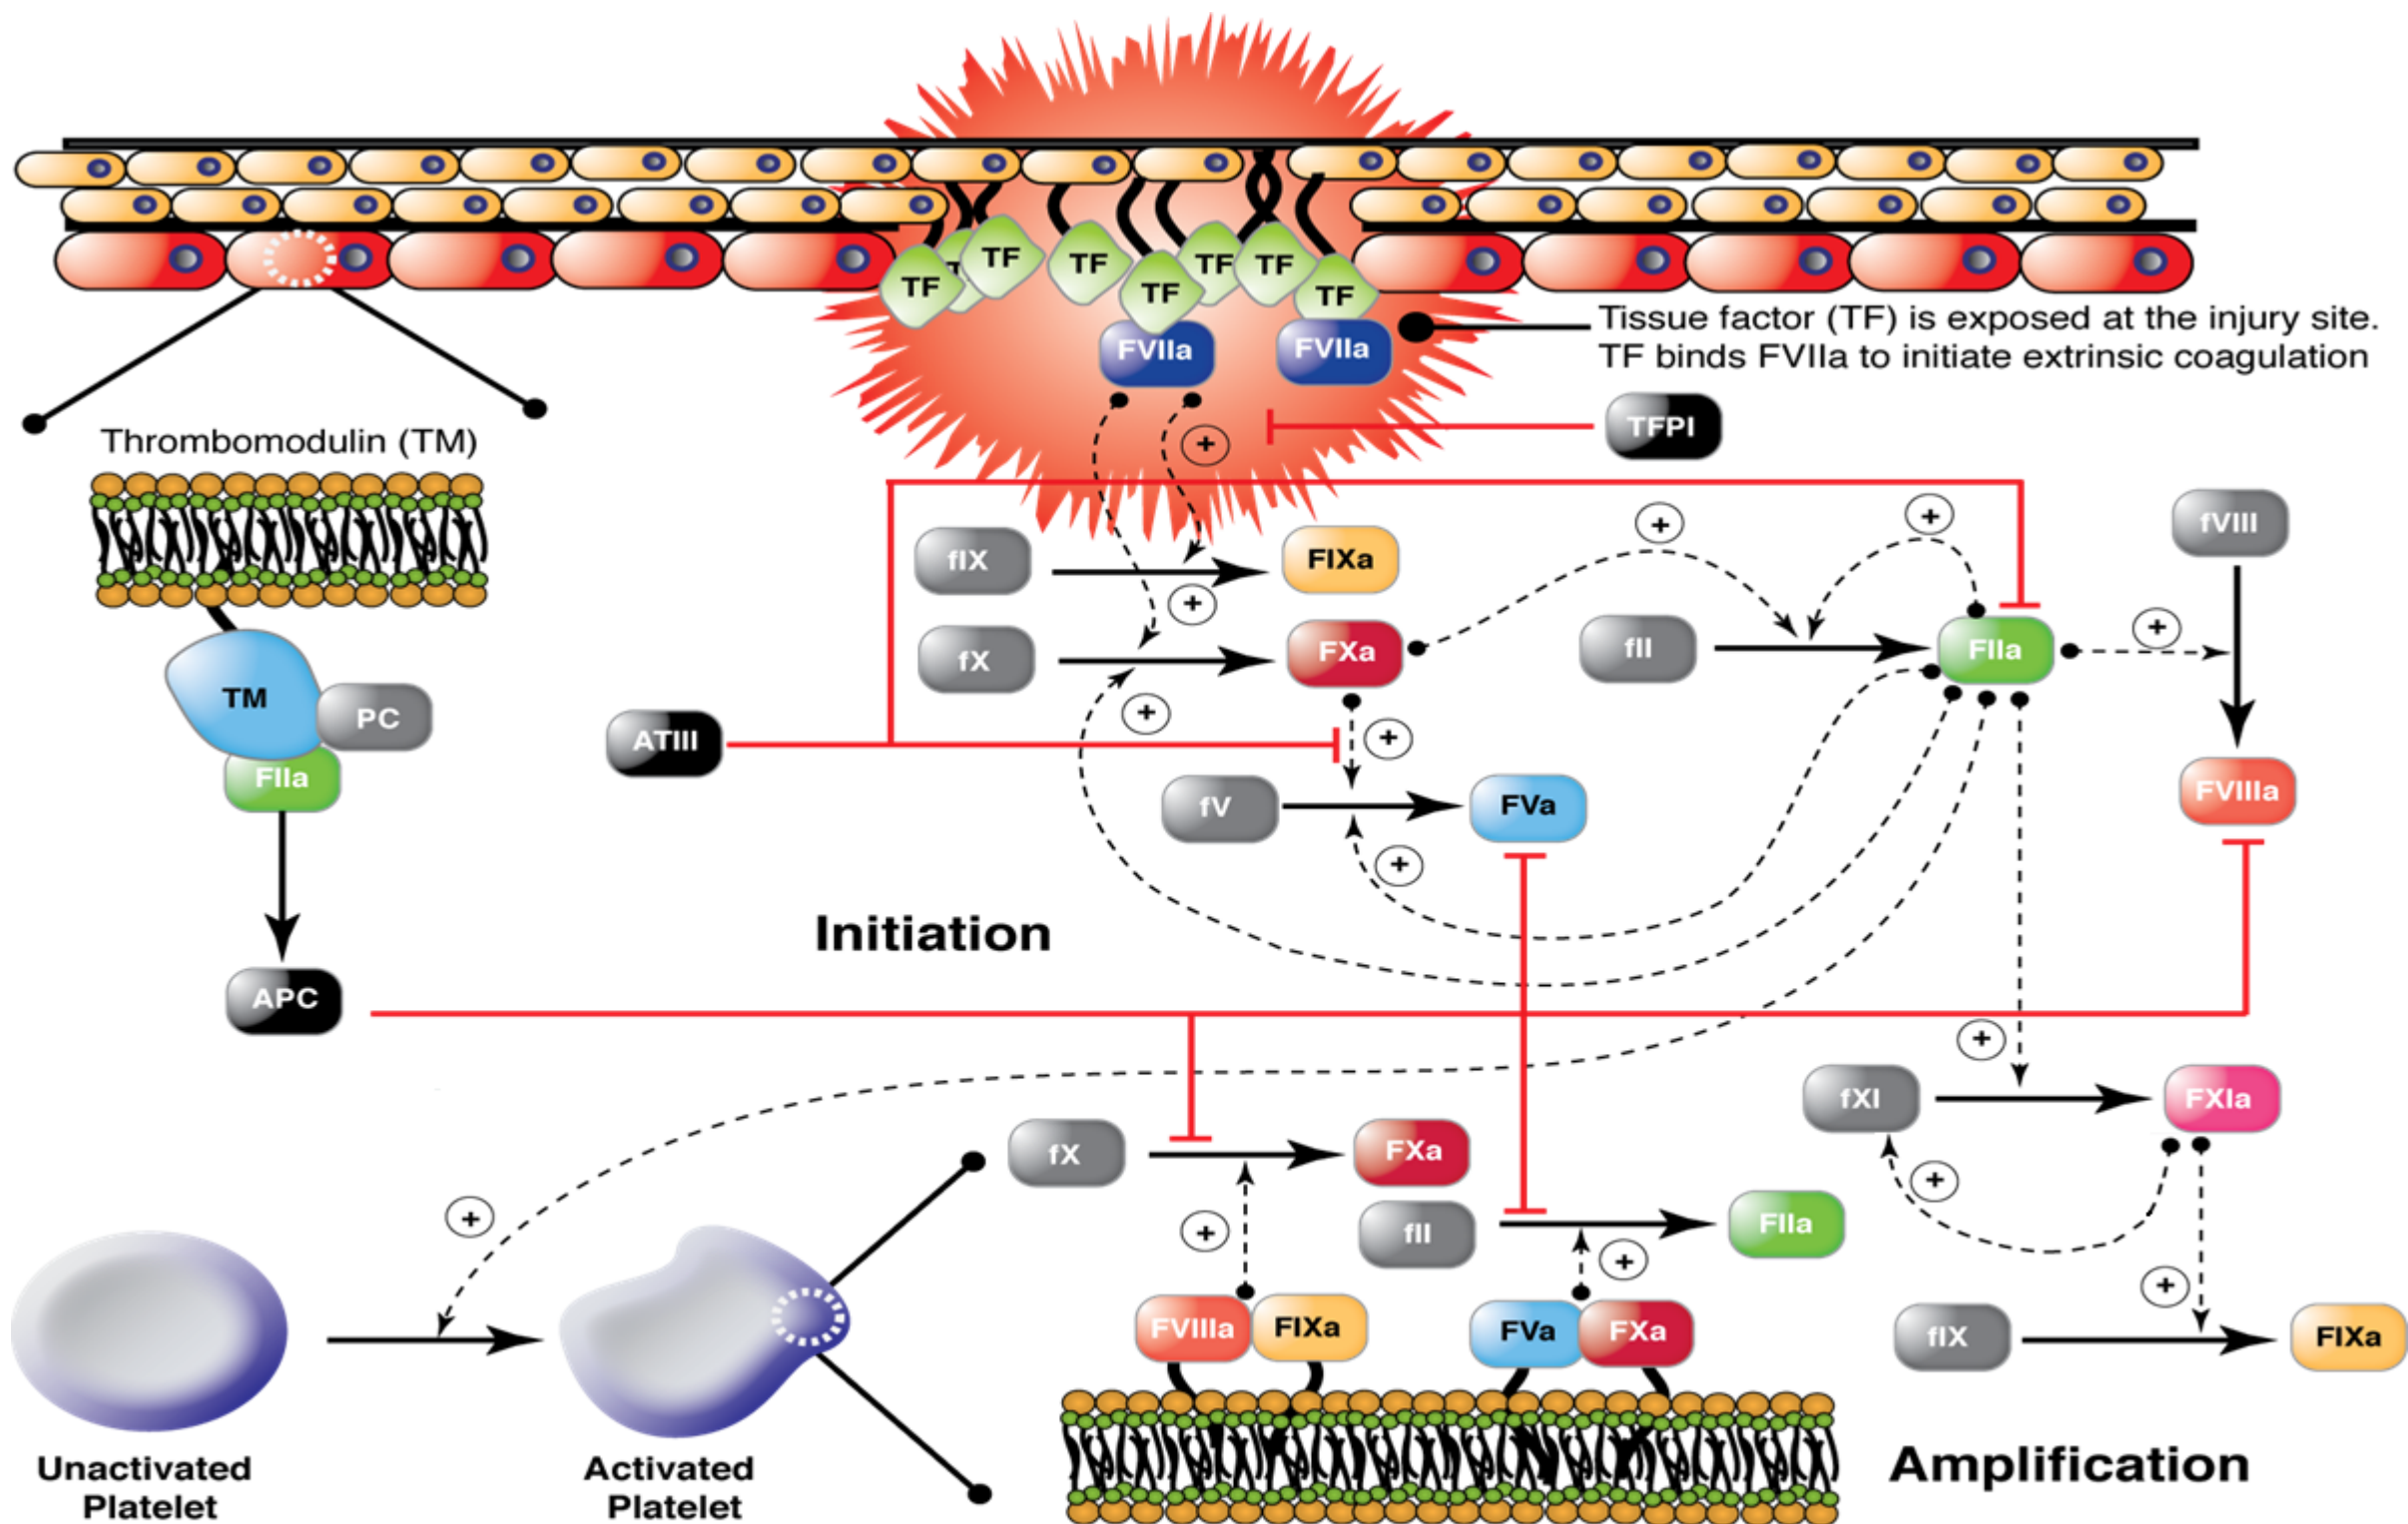 TF
T
TF
TF
TF
TF
TF
TF
FVIIa
FVIIa
Tissue factor (TF) is exposed at the injury site.
TF binds FVIIa to initiate extrinsic coagulation
TFPI
Thrombomodulin (TM)
+
fIX
FIXa
+
+
fVIII
+
fX
FXa
fII
FIIa
+
TM
PC
FIIa
ATIII
+
+
fV
FVa
FVIIIa
+
Initiation
APC
+
fXI
FXIa
fX
FXa
+
+
+
fII
FIIa
+
+
FVIIIa
FIXa
FVa
FXa
fIX
FIXa
Unactivated
Platelet
Activated
Platelet
Amplification